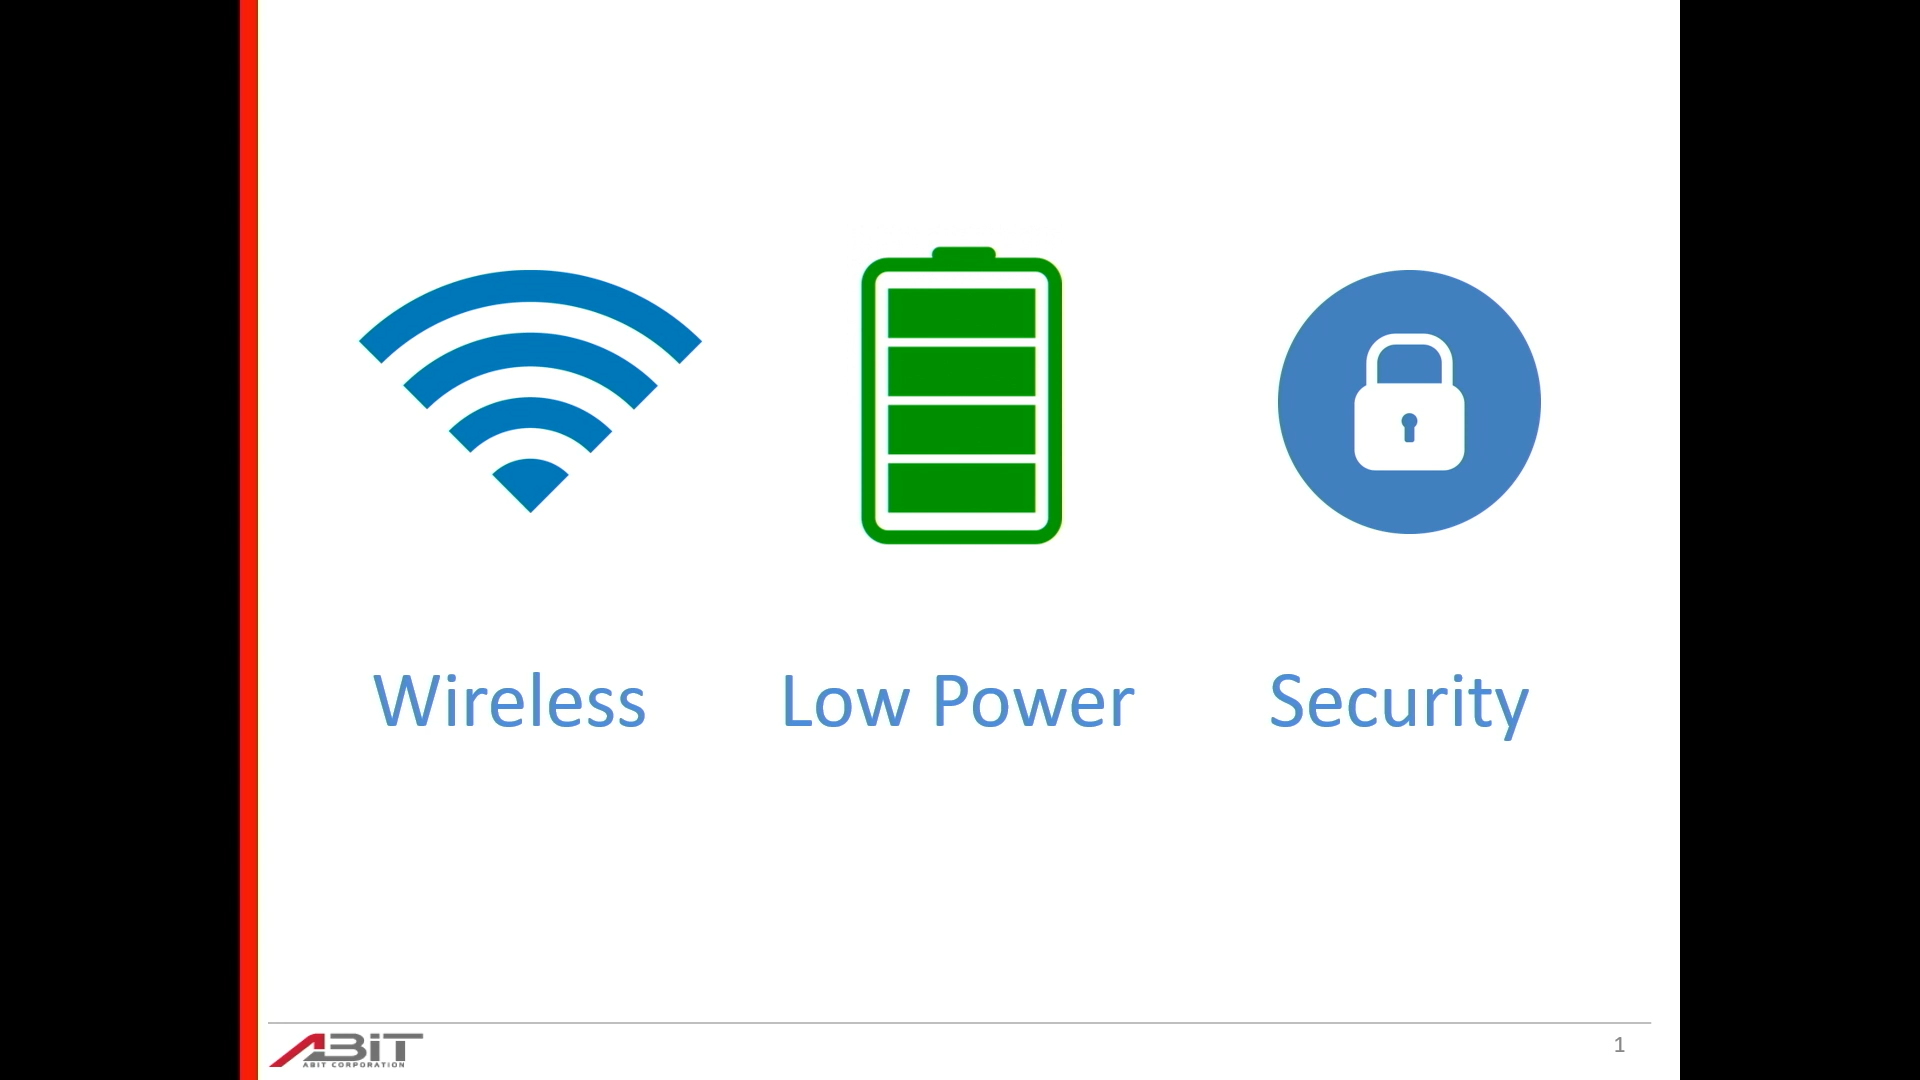 Wireless
Low Power
Security
ABiT
ABIT CORPORATION
1